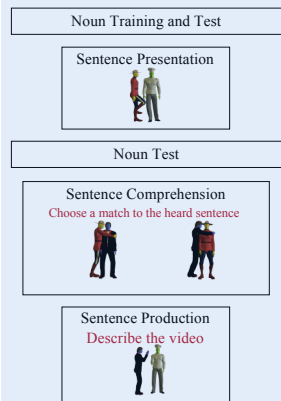 Noun Training and Test
Sentence Presentation
Noun Test
Sentence Comprehension
Choose a match to the heard sentence
Sentence Production
Describe the video